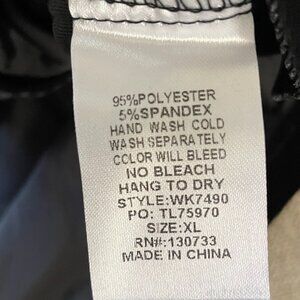 95%POLYESTER
5%SPANDEX
HAND WASH COLD
WASH SEPARATELY
COLOR WILL BLEED
NO BLEACH
HANG TO DRY
STYLE:WK7490
PO: TL75970
SIZE:XL
RN#:130733
MADE IN CHINA